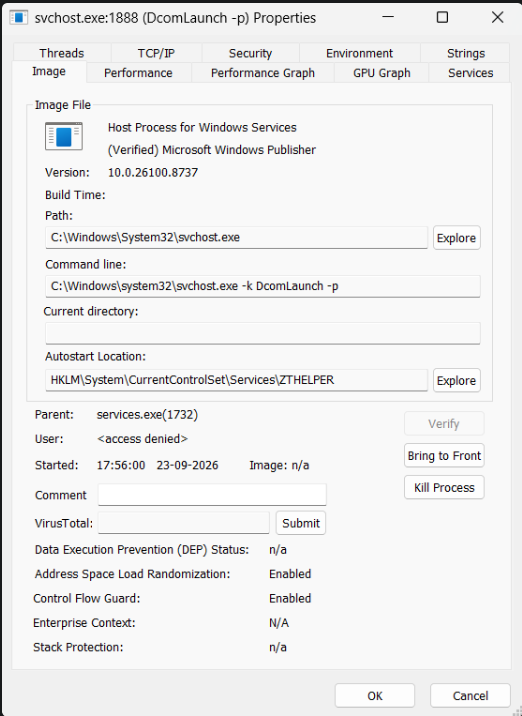 svchost.exe:1888 (DcomLaunch -p) Properties
Threads TCP/IP Security Environment Strings
Image Performance Performance Graph GPU Graph Services
Image File
Host Process for Windows Services
(Verified) Microsoft Windows Publisher
Version: 10.0.26100.8737
Build Time:
Path:
C:\Windows\System32\svchost.exe Explore
Command line:
C:\Windows\system32\svchost.exe -k DcomLaunch -p
Current directory:
Autostart Location:
HKLM\System\CurrentControlSet\Services\ZTHELPER Explore
Parent: services.exe(1732) Verify
User: <access denied> Bring to Front
Started: 17:56:00 23-09-2026 Image: n/a
Kill Process
Comment
VirusTotal: Submit
Data Execution Prevention (DEP) Status: n/a
Address Space Load Randomization: Enabled
Control Flow Guard: Enabled
Enterprise Context: N/A
Stack Protection: n/a
OK Cancel